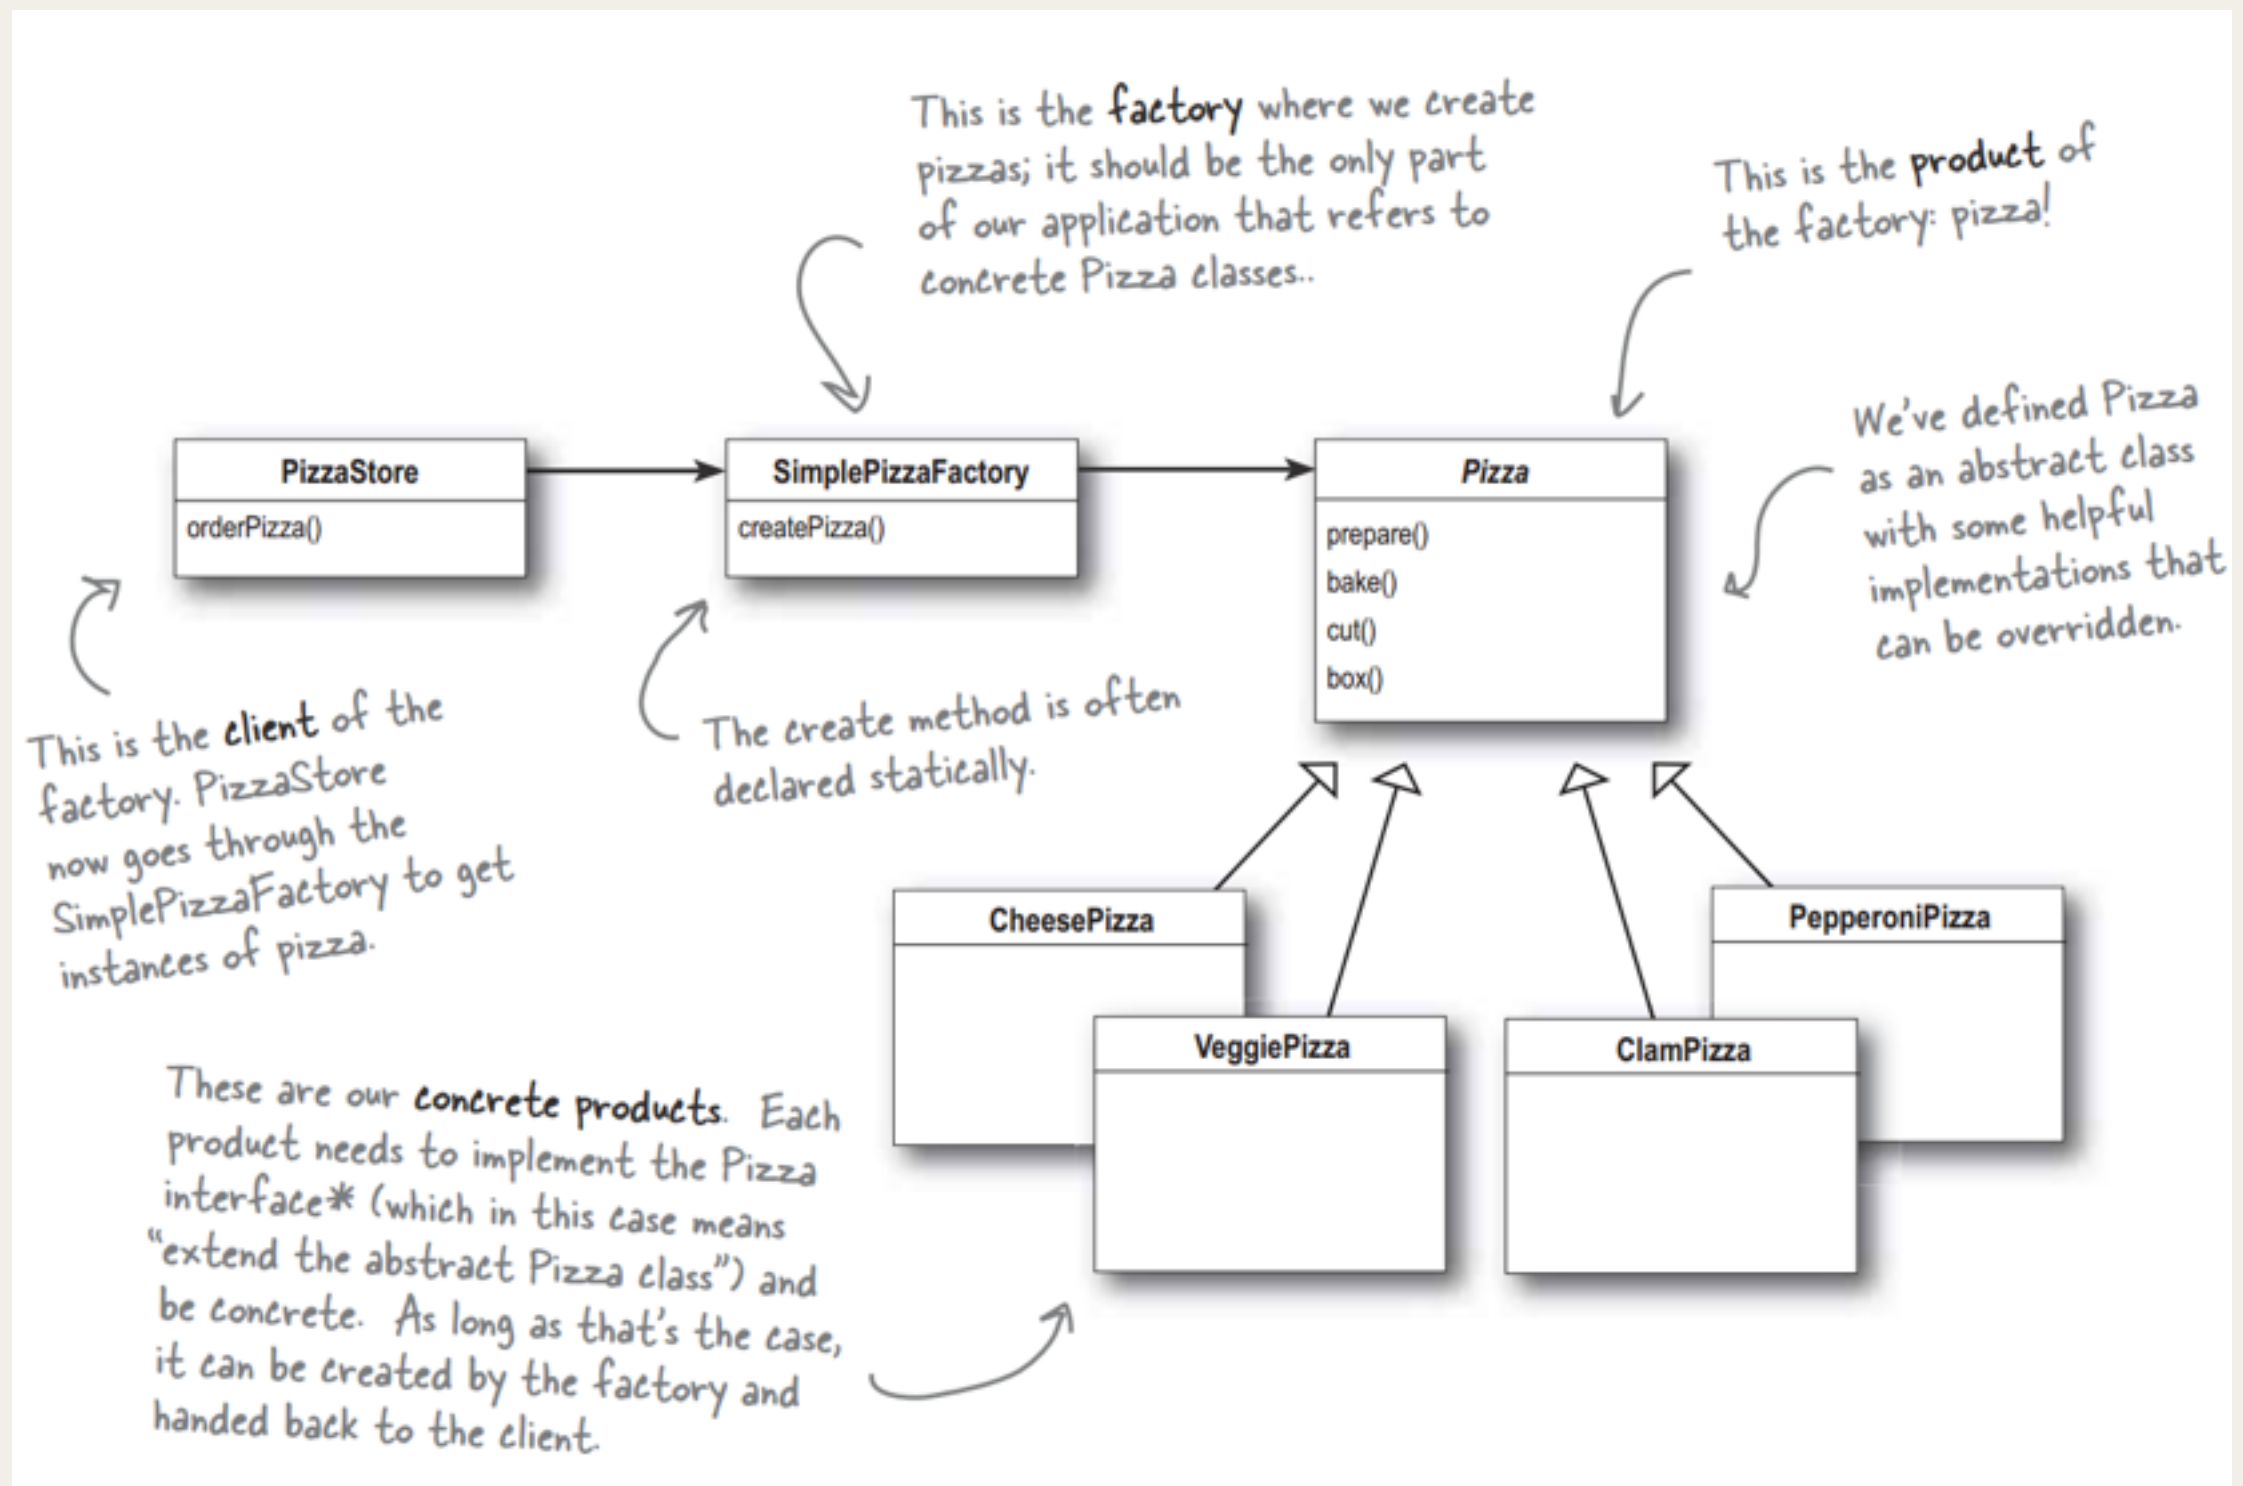 This is the factory where we create
pizzas; it should be the only part
of our application that refers to
concrete Pizza classes..
This is the product of
the factory: pizza!
We've defined Pizza
as an abstract class
with some helpful
implementations that
can be overridden.
PizzaStore
orderPizza()
SimplePizzaFactory
createPizza()
Pizza
prepare()
bake()
cut()
box()
This is the client of the
factory. PizzaStore
now goes through the
SimplePizzaFactory to get
instances of pizza.
The create method is often
declared statically.
CheesePizza
VeggiePizza
ClamPizza
PepperoniPizza
These are our concrete products. Each
product needs to implement the Pizza
interface* (which in this case means
“extend the abstract Pizza class”) and
be concrete. As long as that's the case,
it can be created by the factory and
handed back to the client.